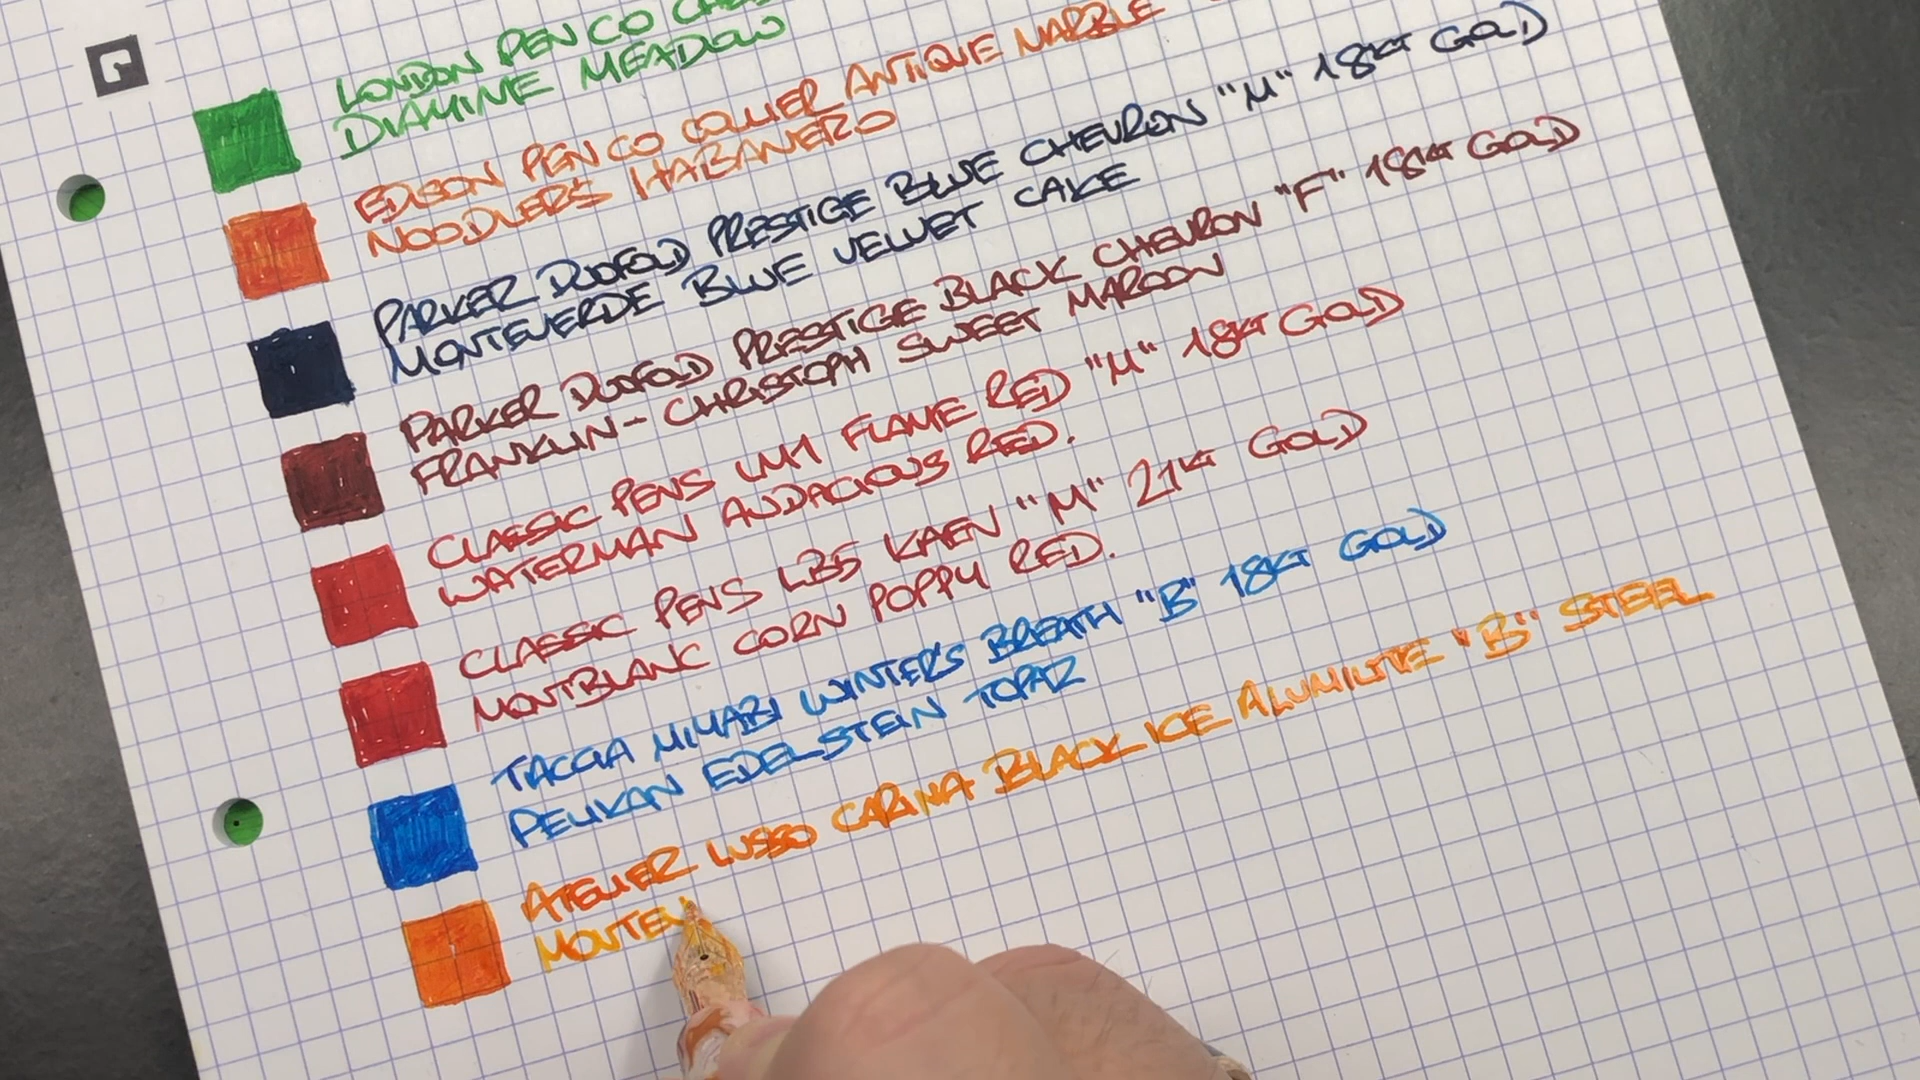 LONDON PEN CO
DIAMINE MEADOW
EDISON PEN CO COLLIER ANTIQUE MARBLE
NOODLERS HABANERO
PARKER DUOFOLD PRESTIGE BLUE CHEVRON "M" 18KT GOLD
MONTEVERDE BLUE VELVET CAKE
PARKER DUOFOLD PRESTIGE BLACK CHEVRON "F" 18KT GOLD
FRANKLIN-CHRISTOPH SWEET MAROON
CLASSIC PENS LM1 FLAME RED "M" 18KT GOLD
WATERMAN AUDACIOUS RED.
CLASSIC PENS LB5 KAEN "M" 21KT GOLD
MONTBLANC CORN POPPY RED.
TACCIA MIYABI WINTER'S BREATH "B" 18KT GOLD
PELIKAN EDELSTEIN TOPAZ
ATELIER LUSSO CARINA BLACK ICE ALUMILITE "B" STEEL
MONTEV